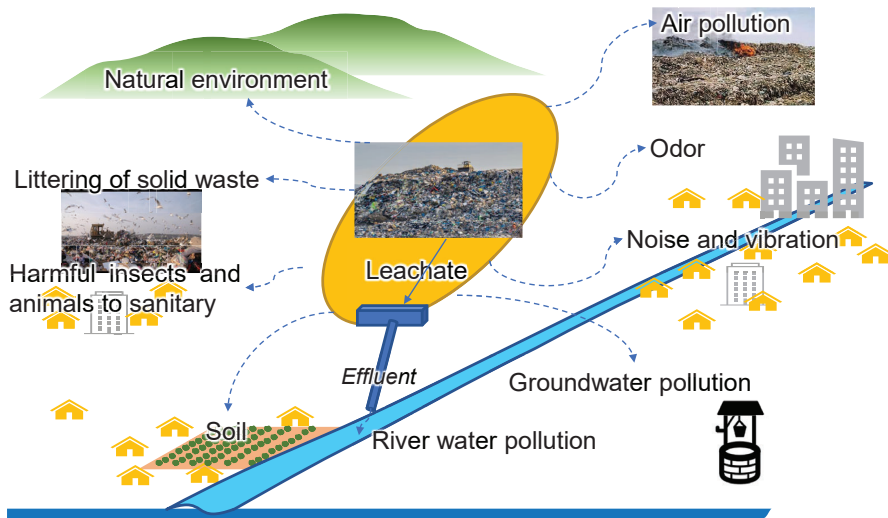 Air pollution
Natural environment
Odor
Littering of solid waste
Noise and vibration
Leachate
Harmful insects and
animals to sanitary
Effluent
Groundwater pollution
Soil
River water pollution